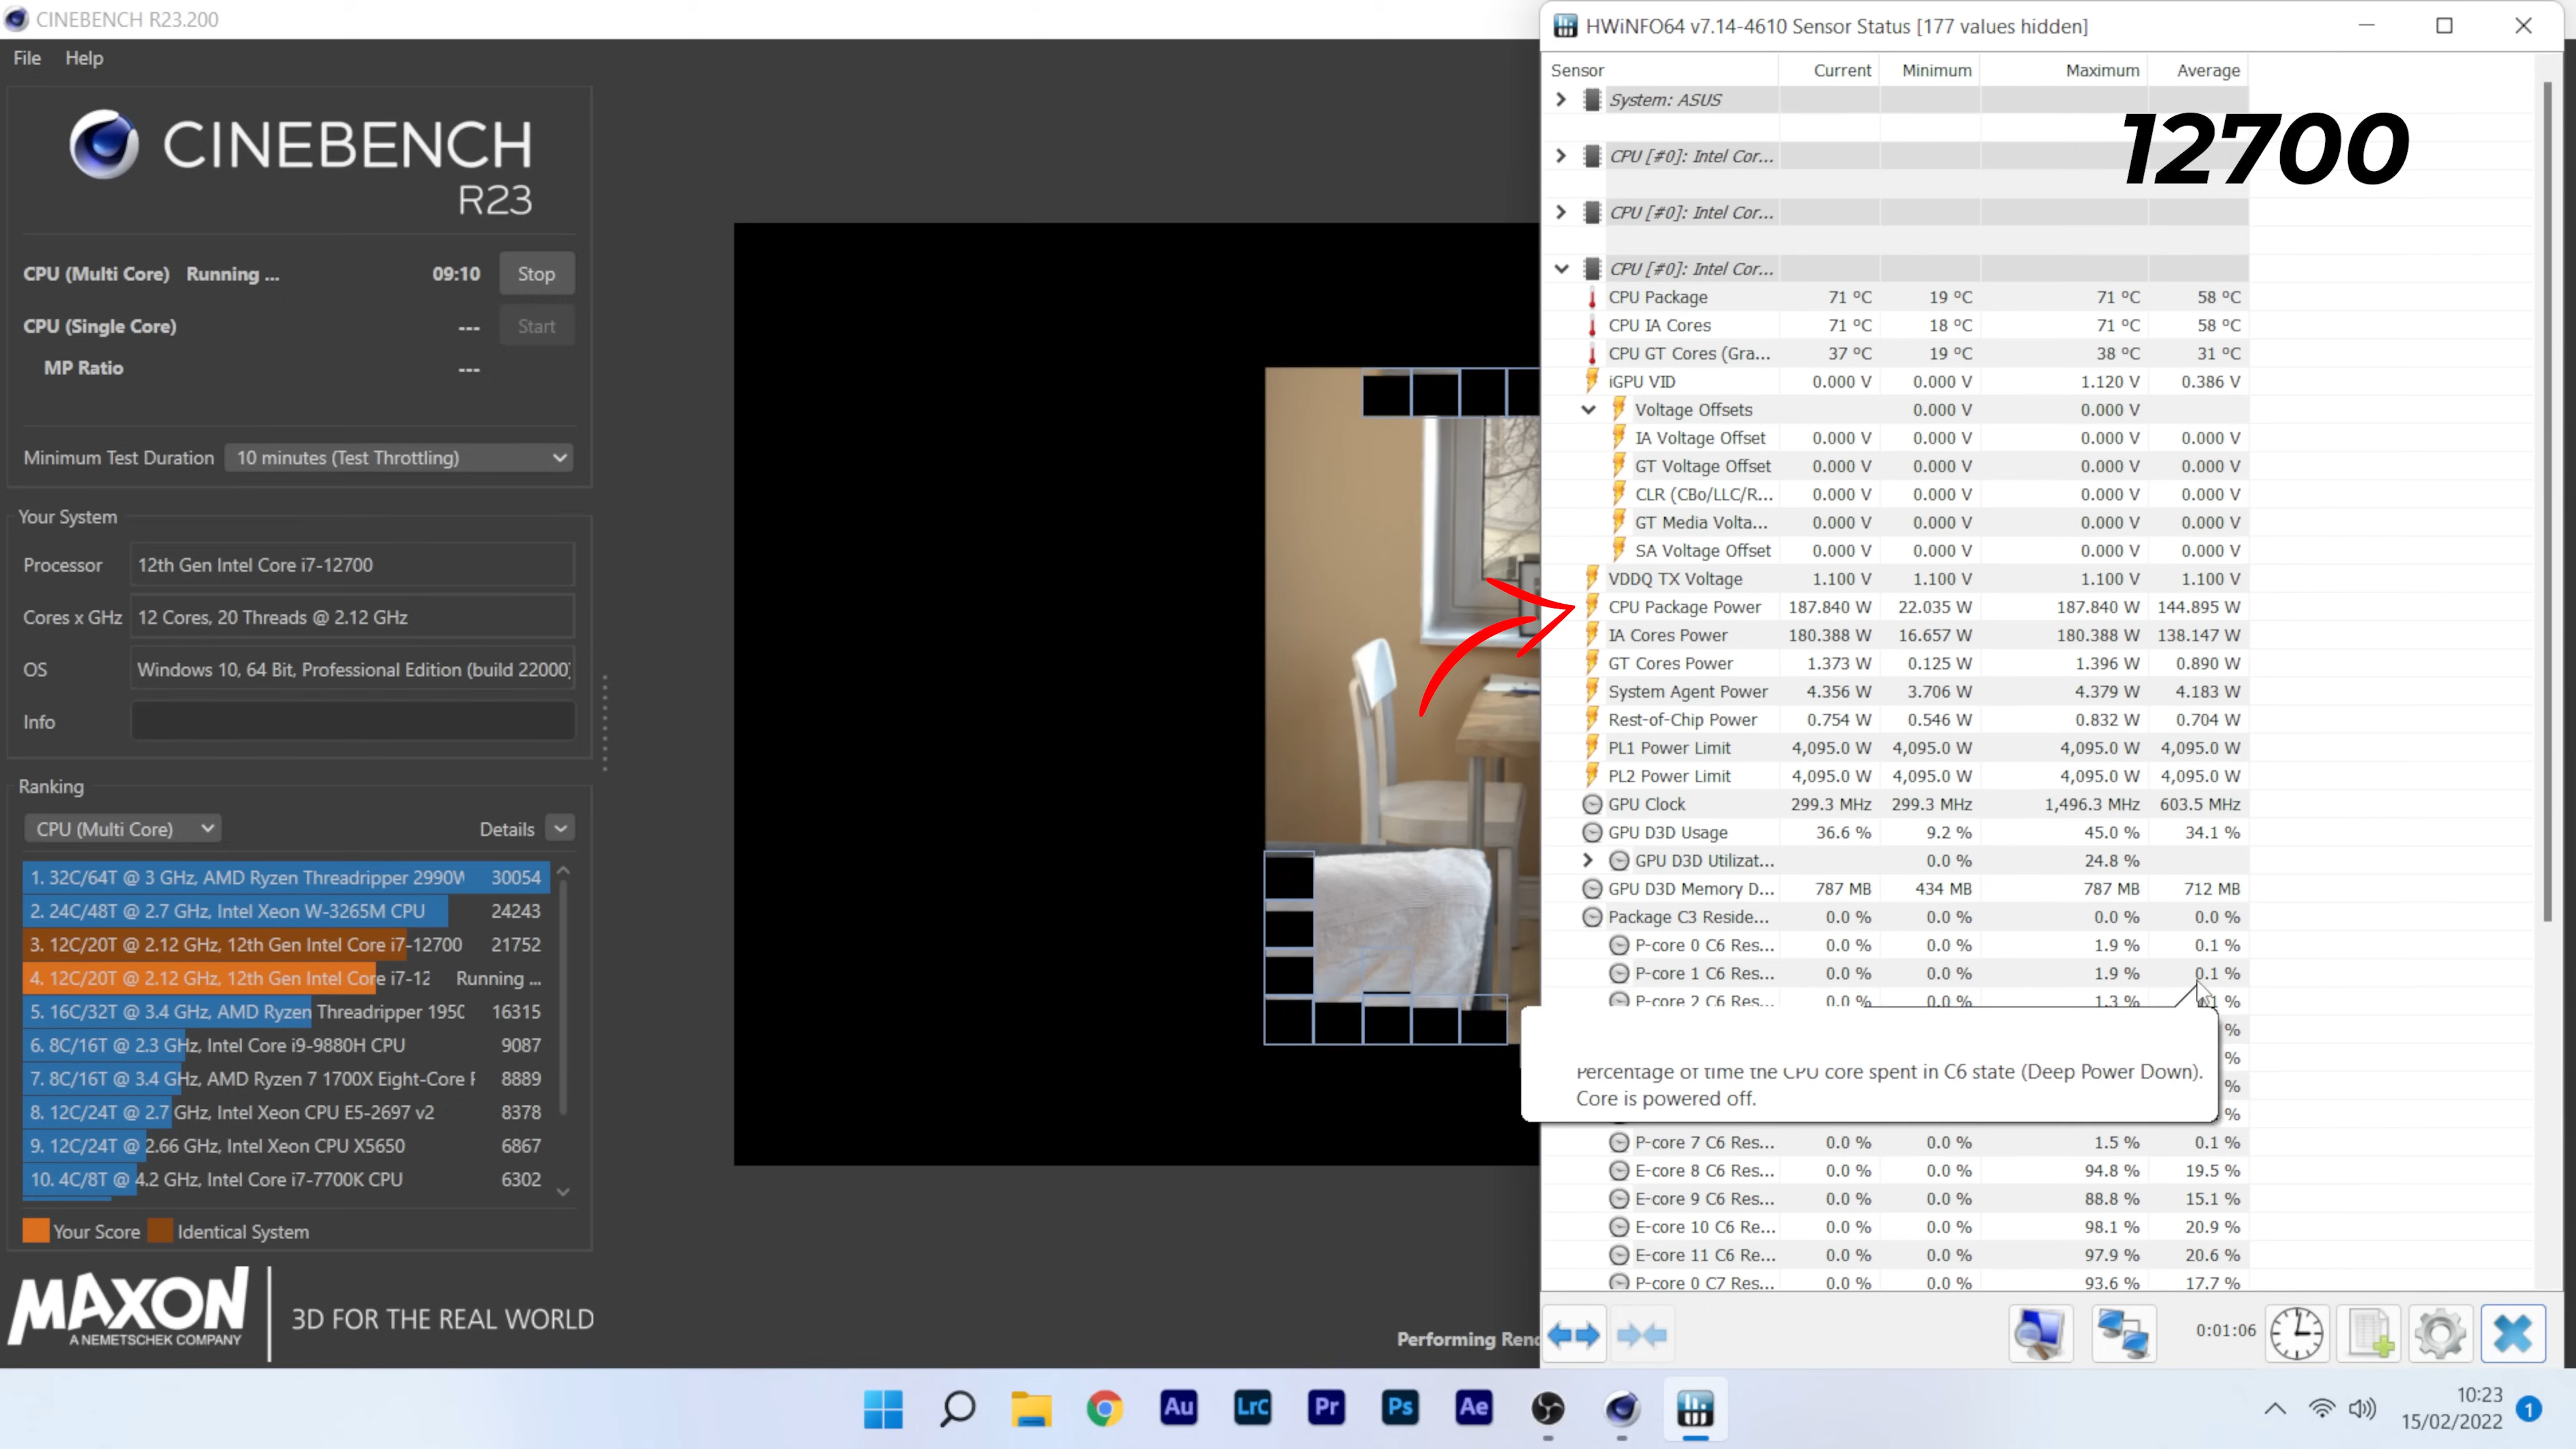 CINEBENCH R23.200
File Help
CINEBENCH
R23
CPU (Multi Core) Running ... 09:10 Stop
CPU (Single Core) --- Start
MP Ratio ---
Minimum Test Duration 10 minutes (Test Throttling)
Your System
Processor 12th Gen Intel Core i7-12700
Cores x GHz 12 Cores, 20 Threads @ 2.12 GHz
OS Windows 10, 64 Bit, Professional Edition (build 22000)
Info
Ranking
CPU (Multi Core) Details
1. 32C/64T @ 3 GHz, AMD Ryzen Threadripper 2990W 30054
2. 24C/48T @ 2.7 GHz, Intel Xeon W-3265M CPU 24243
3. 12C/20T @ 2.12 GHz, 12th Gen Intel Core i7-12700 21752
4. 12C/20T @ 2.12 GHz, 12th Gen Intel Core i7-12 Running ...
5. 16C/32T @ 3.4 GHz, AMD Ryzen Threadripper 195 16315
6. 8C/16T @ 2.3 GHz, Intel Core i9-9880H CPU 9087
7. 8C/16T @ 3.4 GHz, AMD Ryzen 7 1700X Eight-Core 8889
8. 12C/24T @ 2.7 GHz, Intel Xeon CPU E5-2697 v2 8378
9. 12C/24T @ 2.66 GHz, Intel Xeon CPU X5650 6867
10. 4C/8T @ 4.2 GHz, Intel Core i7-7700K CPU 6302
Your Score Identical System
MAXON
A NEMETSCHEK COMPANY
3D FOR THE REAL WORLD
Performing Ren
HWiNFO64 v7.14-4610 Sensor Status [177 values hidden]
Sensor Current Minimum Maximum Average
System: ASUS
12700
CPU [#0]: Intel Cor...
CPU [#0]: Intel Cor...
CPU [#0]: Intel Cor...
CPU Package 71 ºC 19 ºC 71 ºC 58 ºC
CPU IA Cores 71 ºC 18 ºC 71 ºC 58 ºC
CPU GT Cores (Gra... 37 ºC 19 ºC 38 ºC 31 ºC
iGPU VID 0.000 V 0.000 V 1.120 V 0.386 V
Voltage Offsets 0.000 V 0.000 V
IA Voltage Offset 0.000 V 0.000 V 0.000 V 0.000 V
GT Voltage Offset 0.000 V 0.000 V 0.000 V 0.000 V
CLR (CBo/LLC/R... 0.000 V 0.000 V 0.000 V 0.000 V
GT Media Volta... 0.000 V 0.000 V 0.000 V 0.000 V
SA Voltage Offset 0.000 V 0.000 V 0.000 V 0.000 V
VDDQ TX Voltage 1.100 V 1.100 V 1.100 V 1.100 V
CPU Package Power 187.840 W 22.035 W 187.840 W 144.895 W
IA Cores Power 180.388 W 16.657 W 180.388 W 138.147 W
GT Cores Power 1.373 W 0.125 W 1.396 W 0.890 W
System Agent Power 4.356 W 3.706 W 4.379 W 4.183 W
Rest-of-Chip Power 0.754 W 0.546 W 0.832 W 0.704 W
PL1 Power Limit 4,095.0 W 4,095.0 W 4,095.0 W 4,095.0 W
PL2 Power Limit 4,095.0 W 4,095.0 W 4,095.0 W 4,095.0 W
GPU Clock 299.3 MHz 299.3 MHz 1,496.3 MHz 603.5 MHz
GPU D3D Usage 36.6 % 9.2 % 45.0 % 34.1 %
GPU D3D Utilizat... 0.0 % 24.8 %
GPU D3D Memory D... 787 MB 434 MB 787 MB 712 MB
Package C3 Reside... 0.0 % 0.0 % 0.0 % 0.0 %
P-core 0 C6 Res... 0.0 % 0.0 % 1.9 % 0.1 %
P-core 1 C6 Res... 0.0 % 0.0 % 1.9 % 0.1 %
P-core 2 C6 Res... 0.0 % 0.0 % 1.3 % %
%
%
%
%
Percentage of time the CPU core spent in C6 state (Deep Power Down).
Core is powered off.
P-core 7 C6 Res... 0.0 % 0.0 % 1.5 % 0.1 %
E-core 8 C6 Res... 0.0 % 0.0 % 94.8 % 19.5 %
E-core 9 C6 Res... 0.0 % 0.0 % 88.8 % 15.1 %
E-core 10 C6 Re... 0.0 % 0.0 % 98.1 % 20.9 %
E-core 11 C6 Re... 0.0 % 0.0 % 97.9 % 20.6 %
P-core 0 C7 Res... 0.0 % 0.0 % 93.6 % 17.7 %
0:01:06
Au LrC Pr Ps Ae
10:23
15/02/2022
1